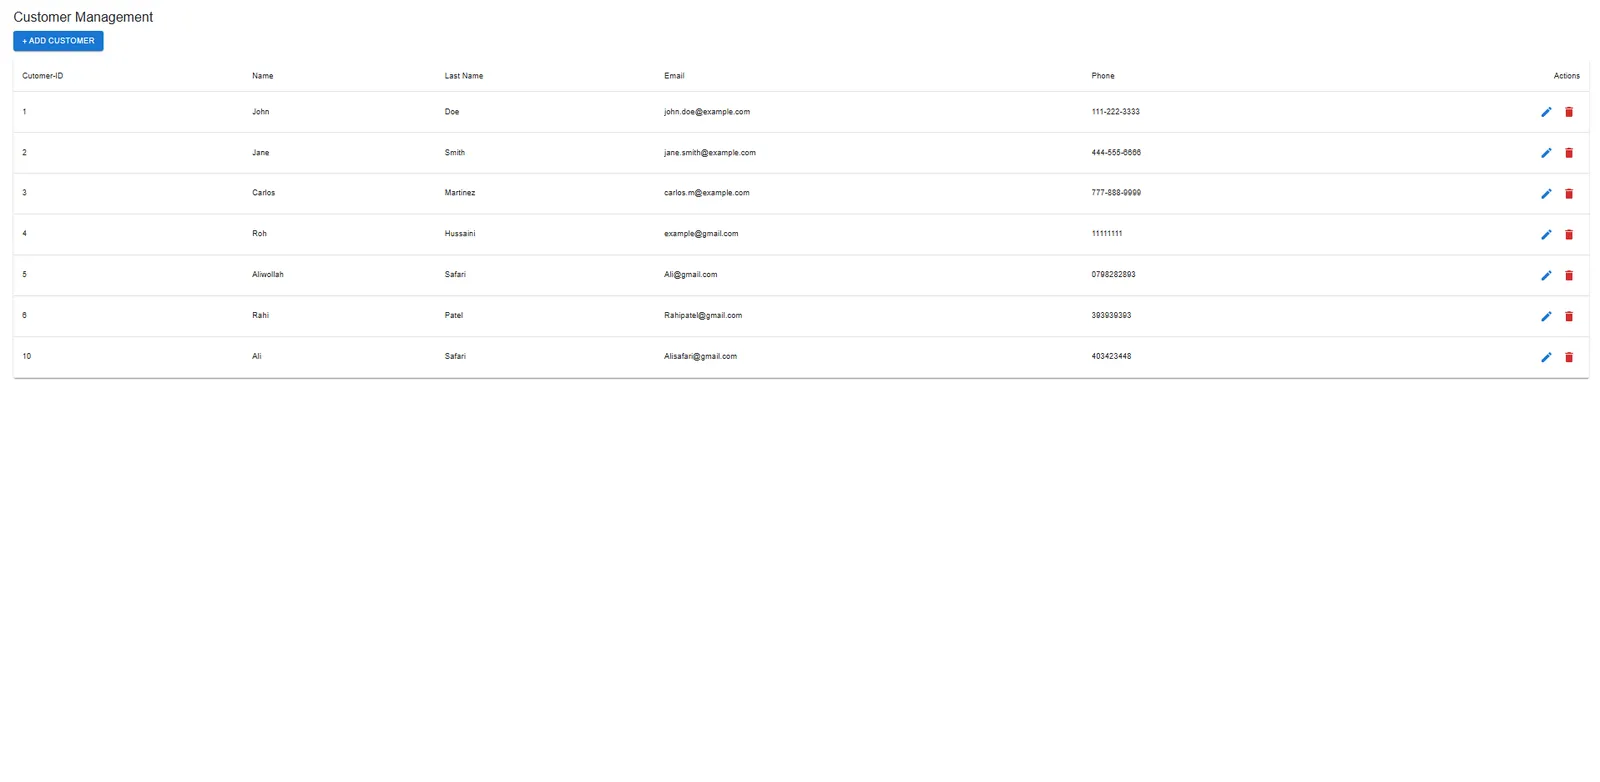 Customer Management
+ ADD CUSTOMER
Cutomer-ID Name Last Name Email Phone Actions
1 John Doe john.doe@example.com 111-222-3333
2 Jane Smith jane.smith@example.com 444-555-6666
3 Carlos Martinez carlos.m@example.com 777-888-9999
4 Roh Hussaini example@gmail.com 11111111
5 Aliwollah Safari Ali@gmail.com 0798282893
6 Rahi Patel Rahipatel@gmail.com 393939393
10 Ali Safari Alisafari@gmail.com 403423448